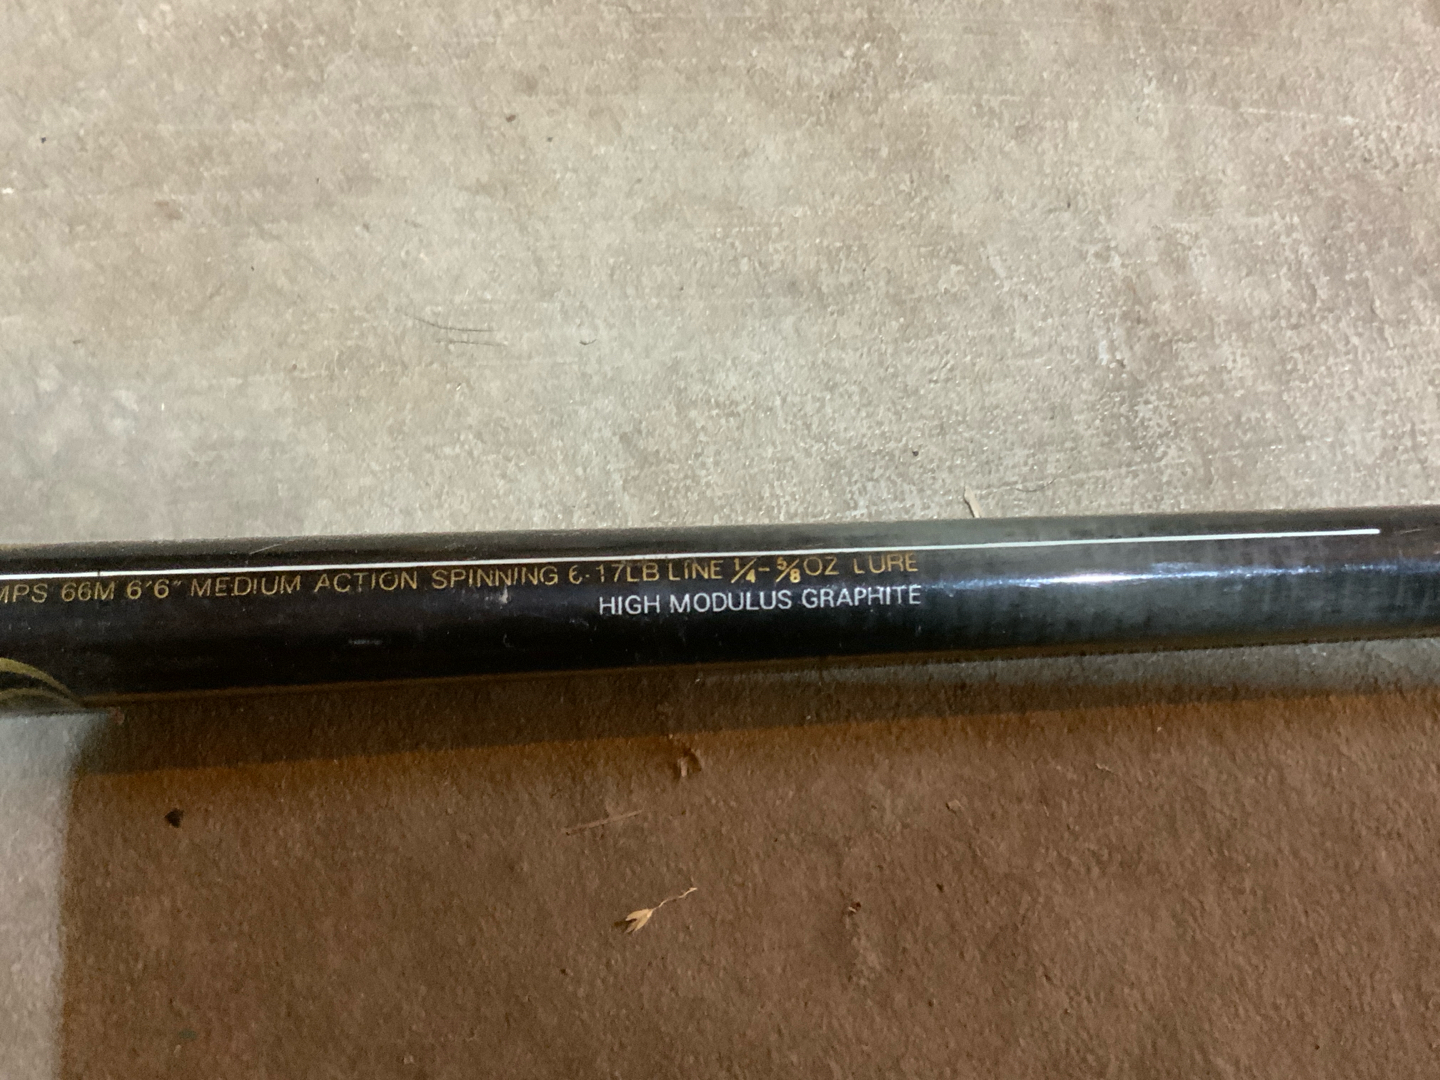 MPS 66M 6'6" MEDIUM ACTION SPINNING 6-17LB LINE ¼-⅝OZ LURE
HIGH MODULUS GRAPHITE